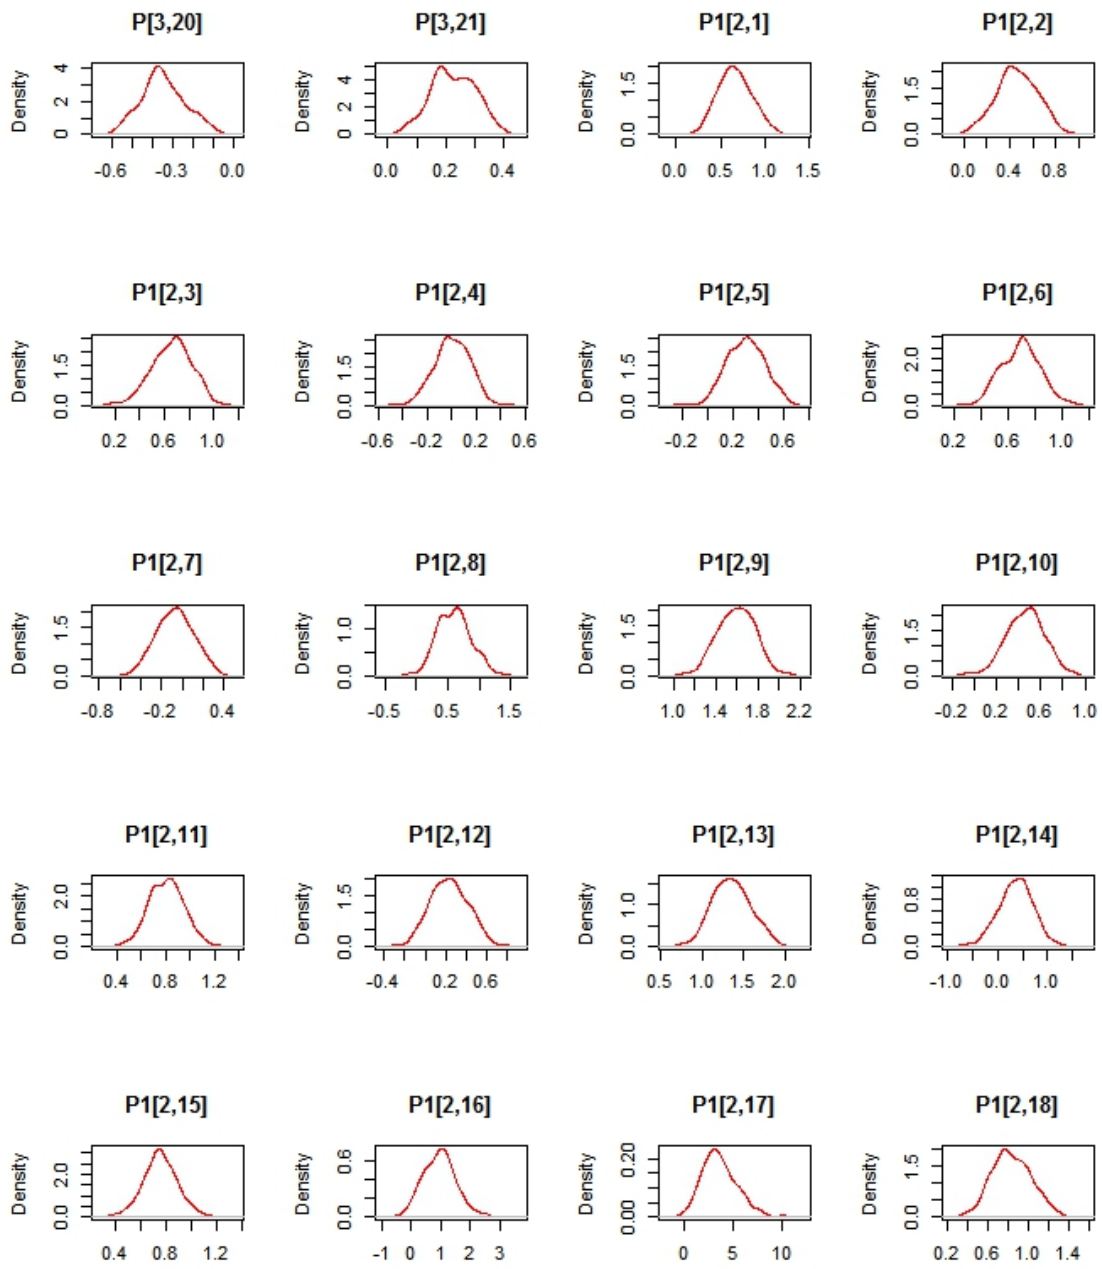 P[3,20] P[3,21] P1[2,1] P1[2,2]
Density 0 2 4 Density 0 2 4 Density 0.0 1.5 Density 0.0 1.5
-0.6 -0.3 0.0 0.0 0.2 0.4 0.0 0.5 1.0 1.5 0.0 0.4 0.8
P1[2,3] P1[2,4] P1[2,5] P1[2,6]
Density 0.0 1.5 Density 0.0 1.5 Density 0.0 1.5 Density 0.0 2.0
0.2 0.6 1.0 -0.6 -0.2 0.2 0.6 -0.2 0.2 0.6 0.2 0.6 1.0
P1[2,7] P1[2,8] P1[2,9] P1[2,10]
Density 0.0 1.5 Density 0.0 1.0 Density 0.0 1.5 Density 0.0 1.5
-0.8 -0.2 0.4 -0.5 0.5 1.5 1.0 1.4 1.8 2.2 -0.2 0.2 0.6 1.0
P1[2,11] P1[2,12] P1[2,13] P1[2,14]
Density 0.0 2.0 Density 0.0 1.5 Density 0.0 1.0 Density 0.0 0.8
0.4 0.8 1.2 -0.4 0.2 0.6 0.5 1.0 1.5 2.0 -1.0 0.0 1.0
P1[2,15] P1[2,16] P1[2,17] P1[2,18]
Density 0.0 2.0 Density 0.0 0.6 Density 0.00 0.20 Density 0.0 1.5
0.4 0.8 1.2 -1 0 1 2 3 0 5 10 0.2 0.6 1.0 1.4